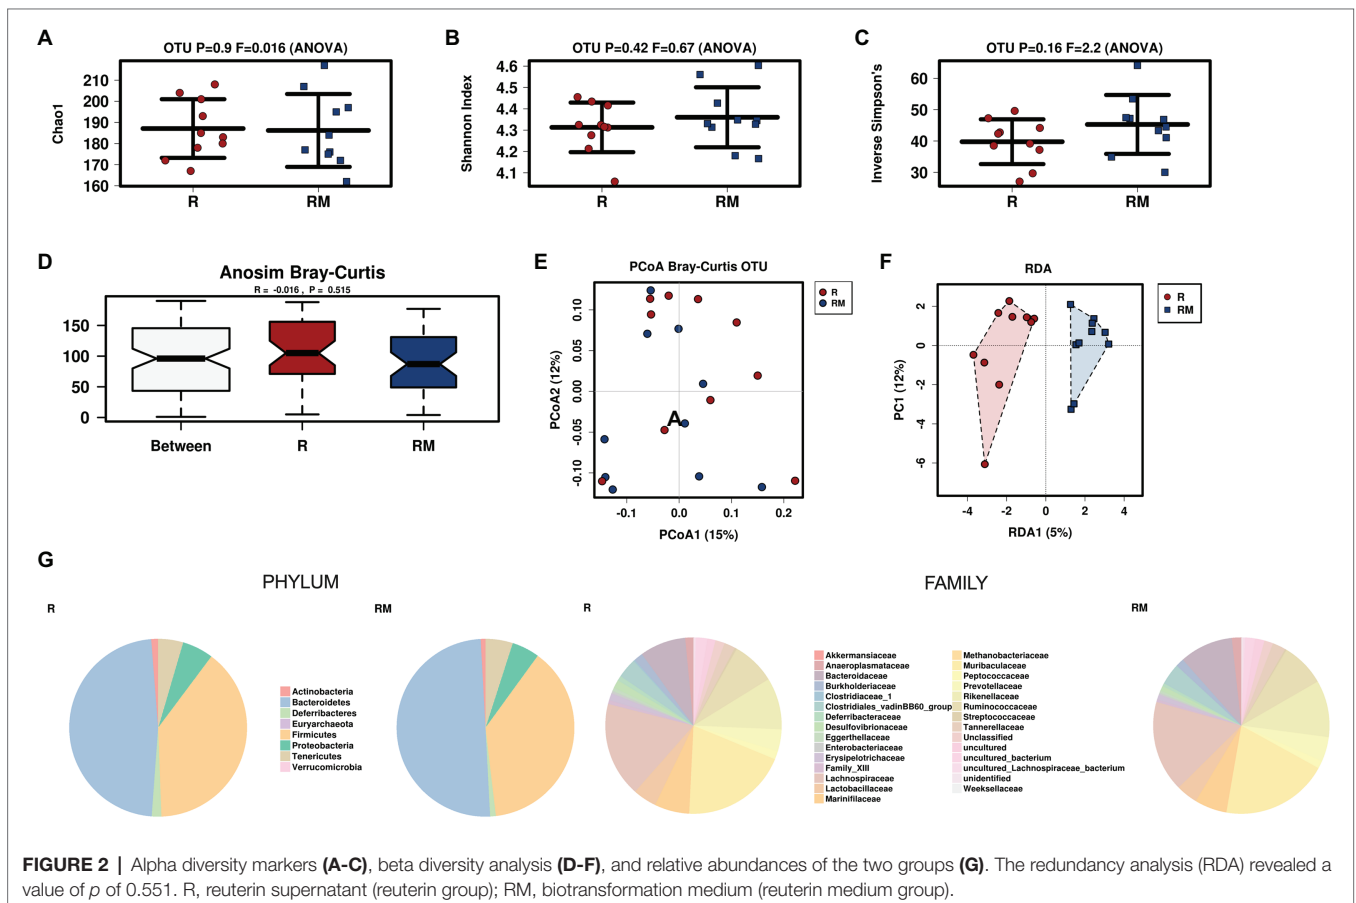 A
OTU P=0.9 F=0.016 (ANOVA)
Chao1
210
200
190
180
170
160
R
RM
B
OTU P=0.42 F=0.67 (ANOVA)
Shannon Index
4.6
4.5
4.4
4.3
4.2
4.1
R
RM
C
OTU P=0.16 F=2.2 (ANOVA)
Inverse Simpson's
60
50
40
30
R
RM
D
Anosim Bray-Curtis
R = -0.016 , P = 0.515
150
100
50
0
Between
R
RM
E
PCoA Bray-Curtis OTU
R
RM
PCoA2 (12%)
0.10
0.05
0.00
-0.05
-0.10
A
-0.1
0.0
0.1
0.2
PCoA1 (15%)
F
RDA
R
RM
PC1 (12%)
2
0
-2
-4
-6
-4
-2
0
2
4
RDA1 (5%)
G
PHYLUM
R
RM
Actinobacteria
Bacteroidetes
Deferribacteres
Euryarchaeota
Firmicutes
Proteobacteria
Tenericutes
Verrucomicrobia
FAMILY
R
RM
Akkermansiaceae
Anaeroplasmataceae
Bacteroidaceae
Burkholderiaceae
Clostridiaceae_1
Clostridiales_vadinBB60_group
Deferribacteraceae
Desulfovibrionaceae
Eggerthellaceae
Enterobacteriaceae
Erysipelotrichaceae
Family_XIII
Lachnospiraceae
Lactobacillaceae
Marinifilaceae
Methanobacteriaceae
Muribaculaceae
Peptococcaceae
Prevotellaceae
Rikenellaceae
Ruminococcaceae
Streptococcaceae
Tannerellaceae
Unclassified
uncultured
uncultured_bacterium
uncultured_Lachnospiraceae_bacterium
unidentified
Weeksellaceae
FIGURE 2 | Alpha diversity markers (A-C), beta diversity analysis (D-F), and relative abundances of the two groups (G). The redundancy analysis (RDA) revealed a
value of p of 0.551. R, reuterin supernatant (reuterin group); RM, biotransformation medium (reuterin medium group).